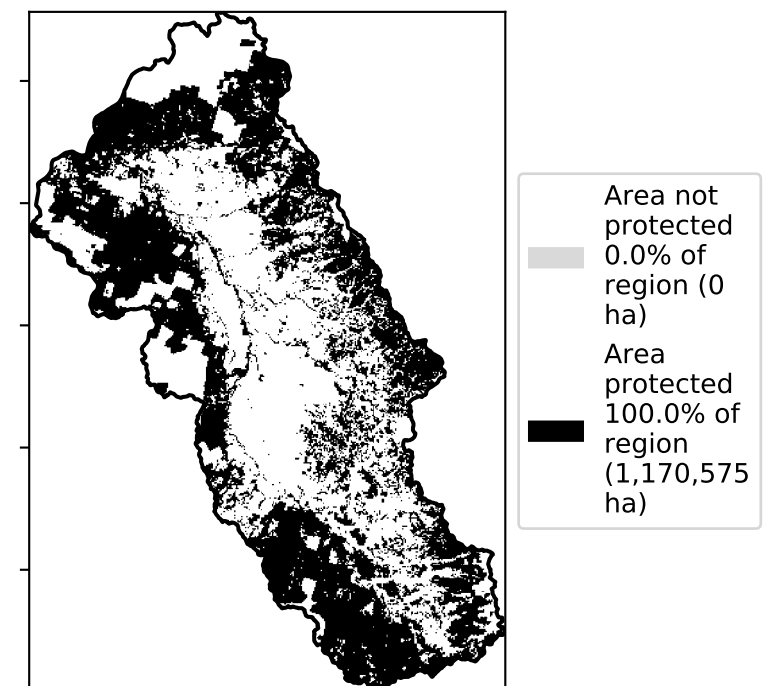 Area not
protected
0.0% of
region (0
ha)
Area
protected
100.0% of
region
(1,170,575
ha)